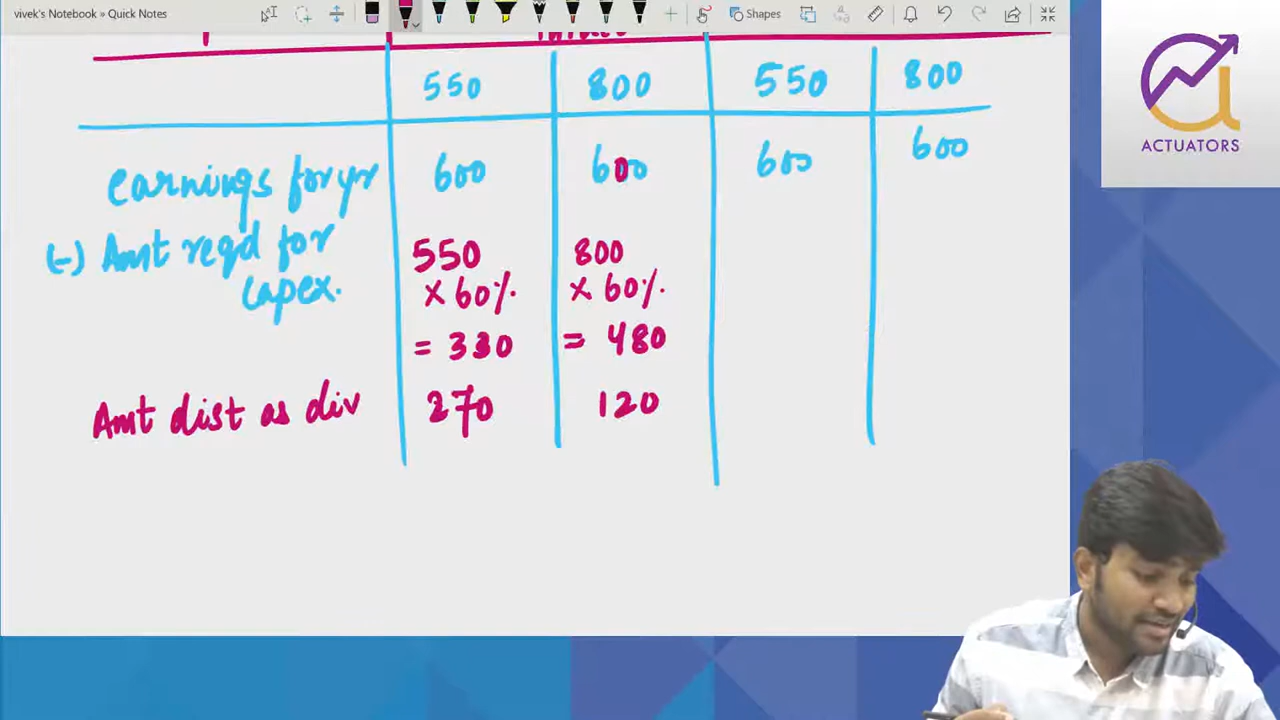 vivek's Notebook » Quick Notes
Shapes
ACTUATORS
550 800 550 800
earnings for yr 600 600 600 600
(-) Amt reqd for 550 800
capex. × 60% × 60%
= 330 = 480
Amt dist as div 270 120